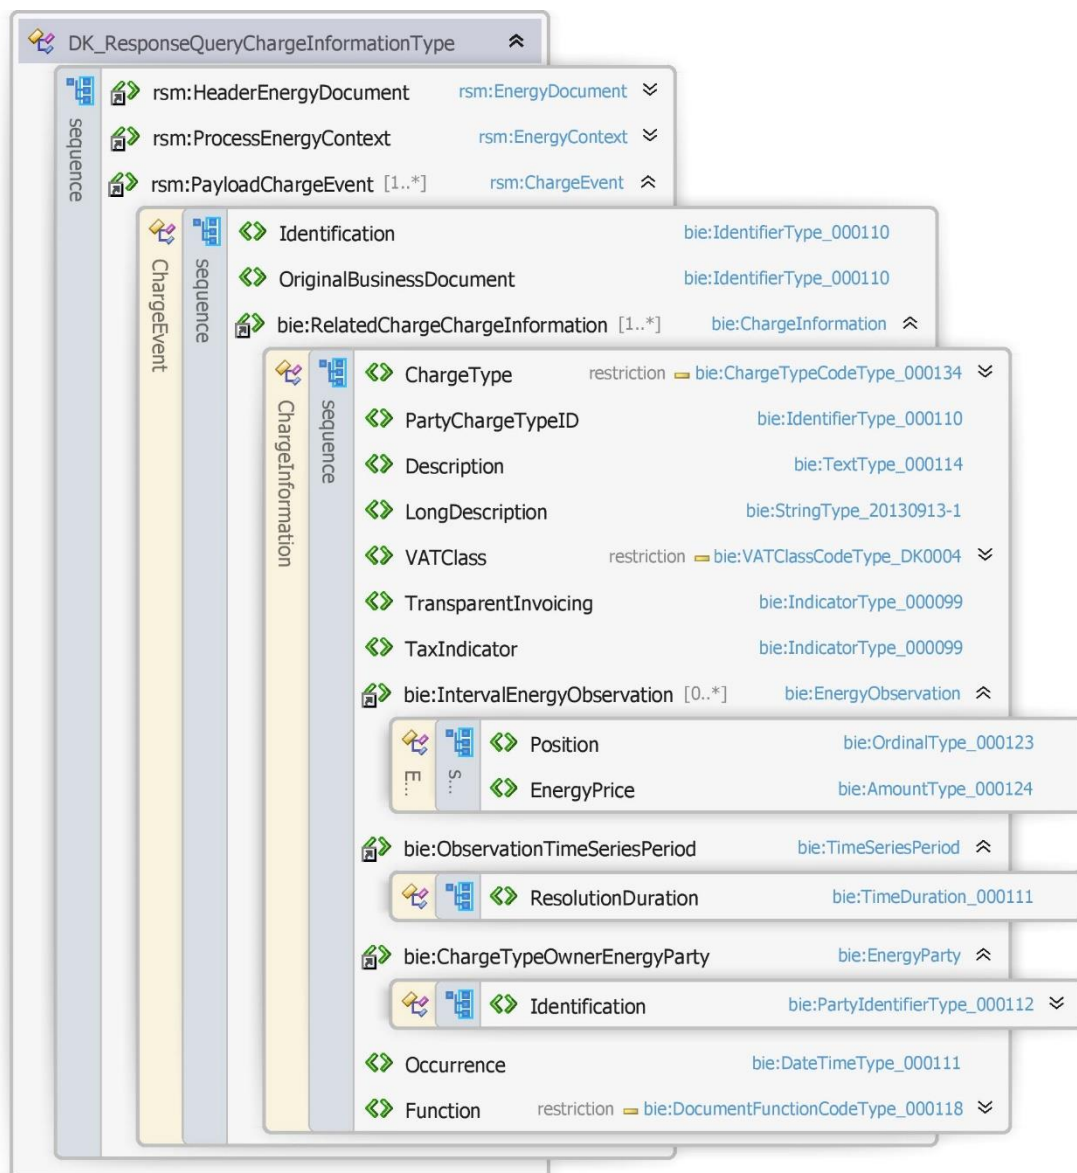 DK_ResponseQueryChargeInformationType
sequence
rsm:HeaderEnergyDocument rsm:EnergyDocument
rsm:ProcessEnergyContext rsm:EnergyContext
rsm:PayloadChargeEvent [1..*] rsm:ChargeEvent
ChargeEvent
sequence
Identification bie:IdentifierType_000110
OriginalBusinessDocument bie:IdentifierType_000110
bie:RelatedChargeChargeInformation [1..*] bie:ChargeInformation
ChargeInformation
sequence
ChargeType restriction bie:ChargeTypeCodeType_000134
PartyChargeTypeID bie:IdentifierType_000110
Description bie:TextType_000114
LongDescription bie:StringType_20130913-1
VATClass restriction bie:VATClassCodeType_DK0004
TransparentInvoicing bie:IndicatorType_000099
TaxIndicator bie:IndicatorType_000099
bie:IntervalEnergyObservation [0..*] bie:EnergyObservation
E...
s...
Position bie:OrdinalType_000123
EnergyPrice bie:AmountType_000124
bie:ObservationTimeSeriesPeriod bie:TimeSeriesPeriod
ResolutionDuration bie:TimeDuration_000111
bie:ChargeTypeOwnerEnergyParty bie:EnergyParty
Identification bie:PartyIdentifierType_000112
Occurrence bie:DateTimeType_000111
Function restriction bie:DocumentFunctionCodeType_000118